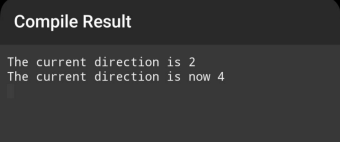 Compile Result
The current direction is 2
The current direction is now 4